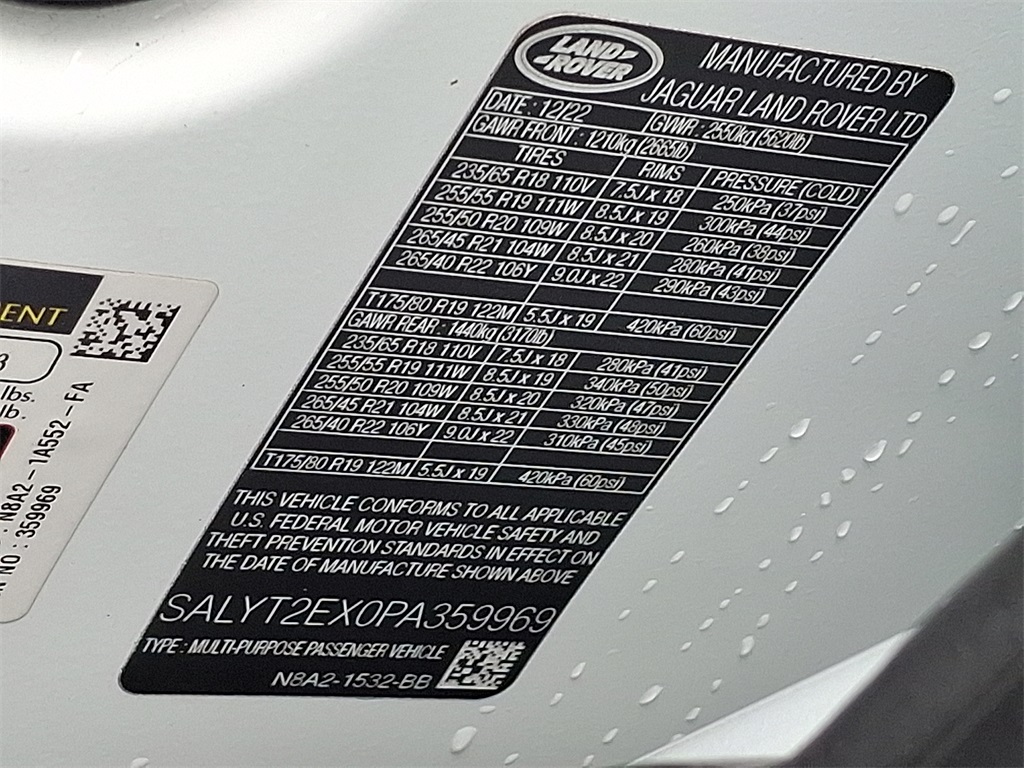 LAND
ROVER
MANUFACTURED BY
JAGUAR LAND ROVER LTD
DATE : 12/22 GVWR : 2550kg (5620lb)
GAWR FRONT : 1210kg (2665lb)
TIRES RIMS PRESSURE (COLD)
235/65 R18 110V 7.5J x 18 250kPa (37psi)
255/55 R19 111W 8.5J x 19 300kPa (44psi)
255/50 R20 109W 8.5J x 20 260kPa (38psi)
265/45 R21 104W 8.5J x 21 280kPa (41psi)
265/40 R22 106Y 9.0J x 22 290kPa (43psi)
T175/80 R19 122M 5.5J x 19 420kPa (60psi)
GAWR REAR : 1440kg (3170lb)
235/65 R18 110V 7.5J x 18 280kPa (41psi)
255/55 R19 111W 8.5J x 19 340kPa (50psi)
255/50 R20 109W 8.5J x 20 320kPa (47psi)
265/45 R21 104W 8.5J x 21 330kPa (48psi)
265/40 R22 106Y 9.0J x 22 310kPa (45psi)
T175/80 R19 122M 5.5J x 19 420kPa (60psi)
THIS VEHICLE CONFORMS TO ALL APPLICABLE
U.S. FEDERAL MOTOR VEHICLE SAFETY AND
THEFT PREVENTION STANDARDS IN EFFECT ON
THE DATE OF MANUFACTURE SHOWN ABOVE
SALYT2EX0PA359969
TYPE : MULTI-PURPOSE PASSENGER VEHICLE
N8A2-1532-BB
ENT
3
lbs.
lb.
: N8A2-1A552-FA
NO : 359969